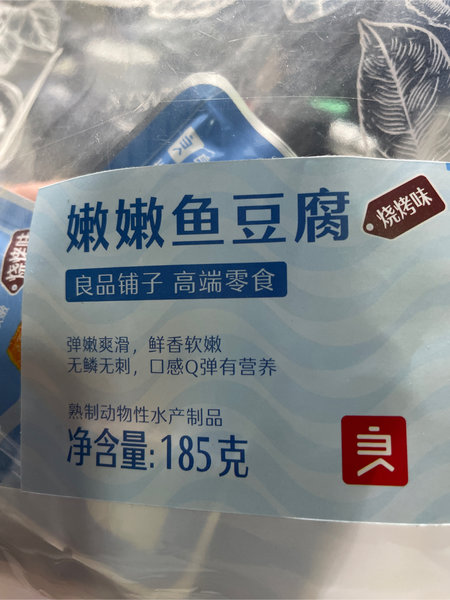 嫩嫩鱼豆腐
烧烤味
良品铺子 高端零食
弹嫩爽滑，鲜香软嫩
无鳞无刺，口感Q弹有营养
熟制动物性水产制品
净含量:185克